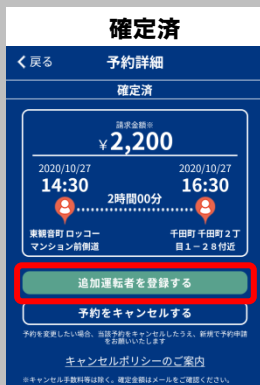 確定済
戻る 予約詳細
確定済
請求金額※
¥2,200
2020/10/27 2020/10/27
14:30 16:30
2時間00分
東観音町 ロッコー 千田町 千田町２丁
マンション前側道 目１－２８付近
追加運転者を登録する
予約をキャンセルする
予約を変更したい場合、当該予約をキャンセルしたうえ、新規で予約申請
をお願いいたします
キャンセルポリシーのご案内
※キャンセル手数料等は除く。確定金額はメールをご確認ください。